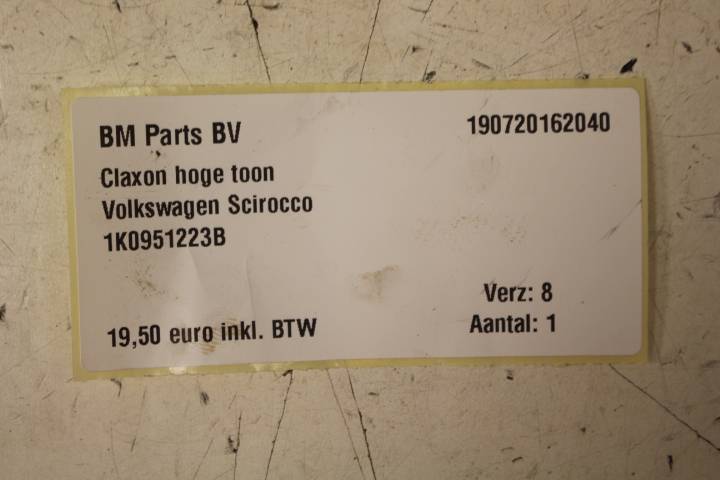 BM Parts BV
190720162040
Claxon hoge toon
Volkswagen Scirocco
1K0951223B
Verz: 8
19,50 euro inkl. BTW
Aantal: 1